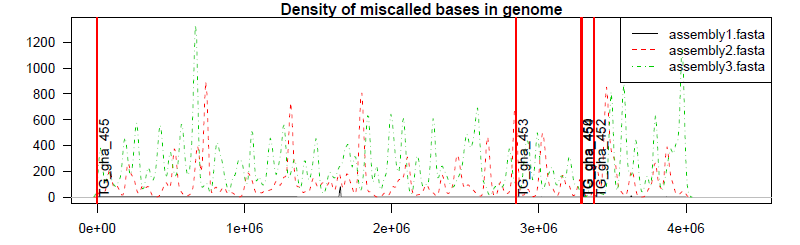 Density of miscalled bases in genome
assembly1.fasta
assembly2.fasta
assembly3.fasta
1200
1000
800
600
400
200
0
TG_gha_455
TG_gha_453
TG_gha_452
0e+00
1e+06
2e+06
3e+06
4e+06